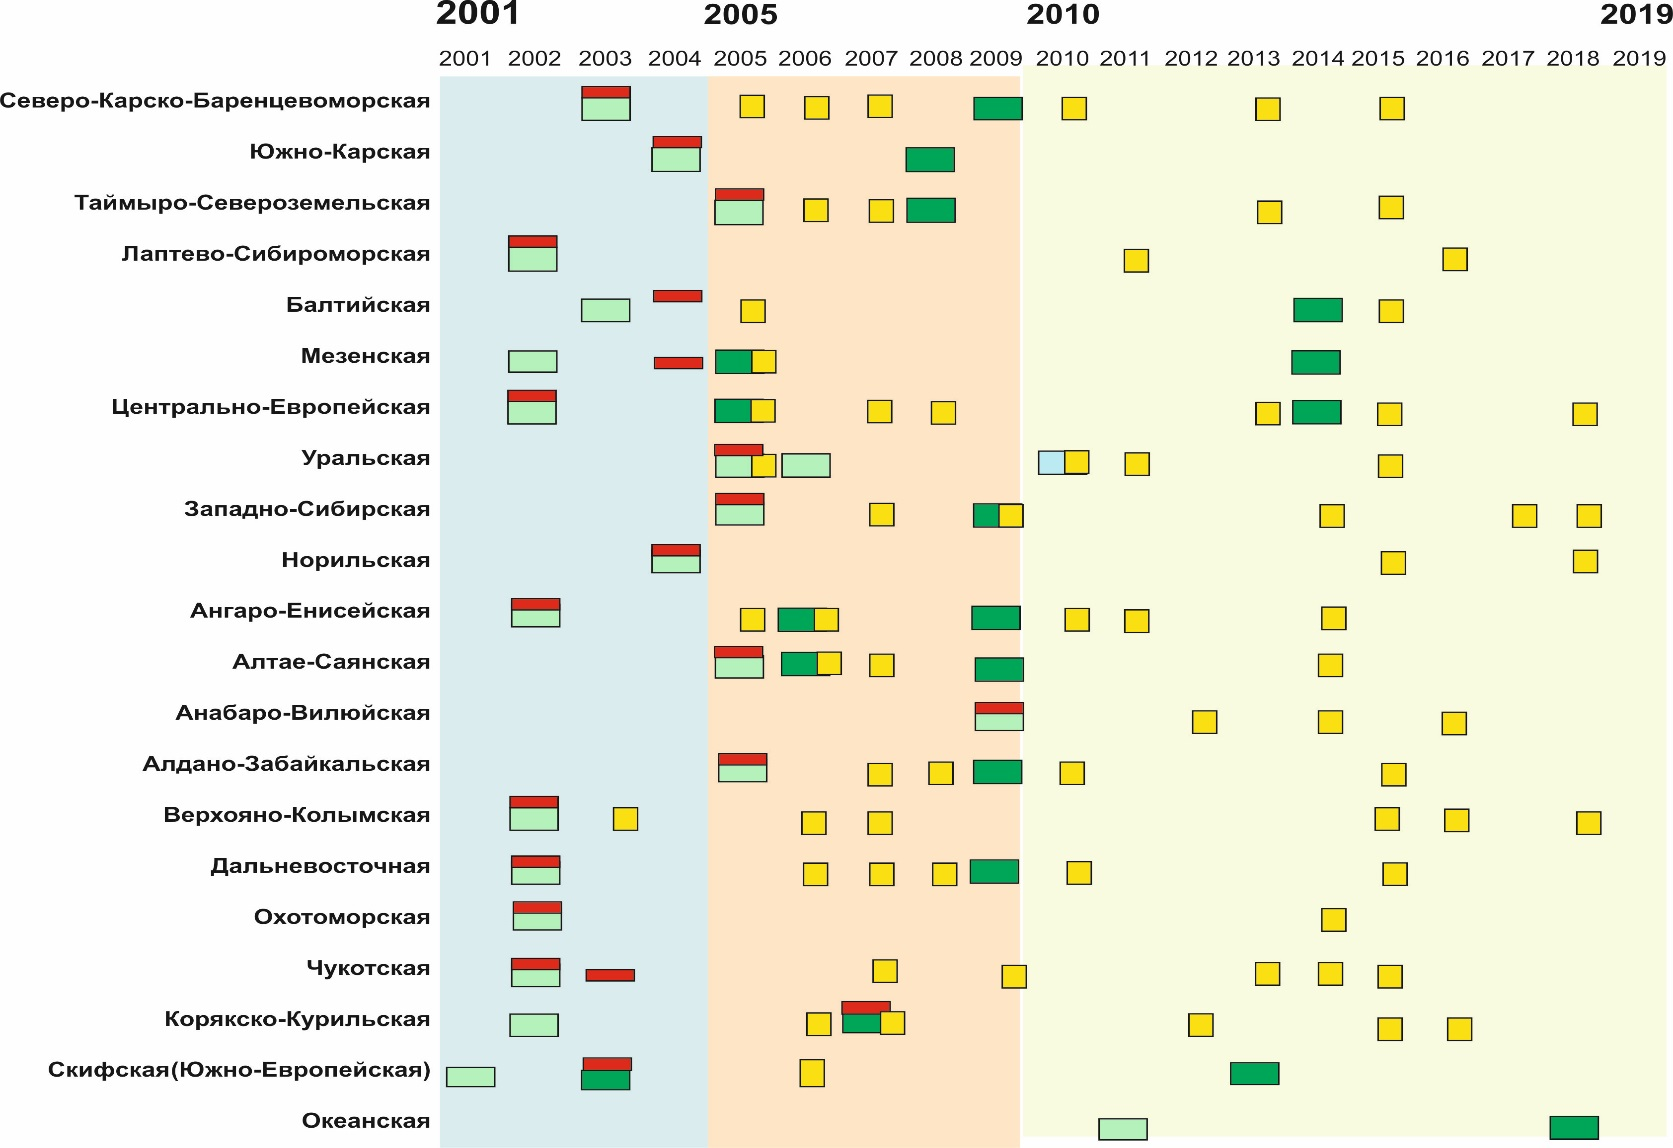 2001 2005 2010 2019
2001 2002 2003 2004 2005 2006 2007 2008 2009 2010 2011 2012 2013 2014 2015 2016 2017 2018 2019
Северо-Карско-Баренцевоморская
Южно-Карская
Таймыро-Североземельская
Лаптево-Сибироморская
Балтийская
Мезенская
Центрально-Европейская
Уральская
Западно-Сибирская
Норильская
Ангаро-Енисейская
Алтае-Саянская
Анабаро-Вилюйская
Алдано-Забайкальская
Верхояно-Колымская
Дальневосточная
Охотоморская
Чукотская
Корякско-Курильская
Скифская(Южно-Европейская)
Океанская